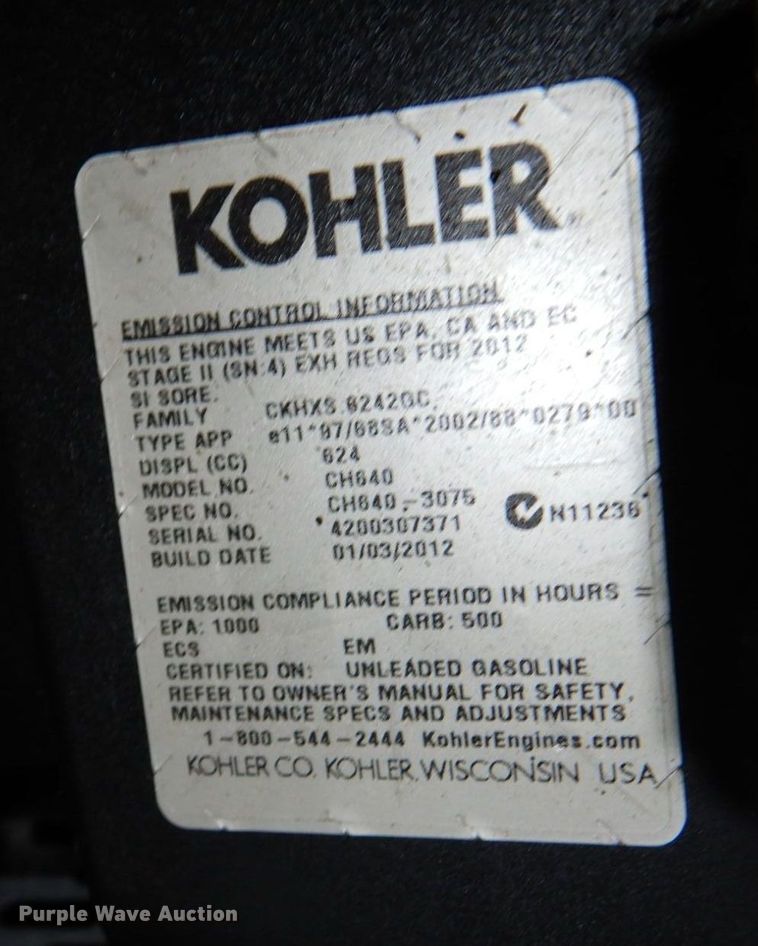 KOHLER
EMISSION CONTROL INFORMATION
THIS ENGINE MEETS US EPA, CA AND EC
STAGE II (SN:4) EXH REGS FOR 2012
SI SORE.
FAMILY CKHXS.6242GC
TYPE APP e11*97/68SA*2002/88*0279*00
DISPL (CC) 624
MODEL NO. CH640
SPEC NO. CH640-3075
SERIAL NO. 4200307371 N11236
BUILD DATE 01/03/2012
EMISSION COMPLIANCE PERIOD IN HOURS =
EPA: 1000 CARB: 500
ECS EM
CERTIFIED ON: UNLEADED GASOLINE
REFER TO OWNER'S MANUAL FOR SAFETY,
MAINTENANCE SPECS AND ADJUSTMENTS
1-800-544-2444 KohlerEngines.com
KOHLER CO. KOHLER, WISCONSIN USA
Purple Wave Auction